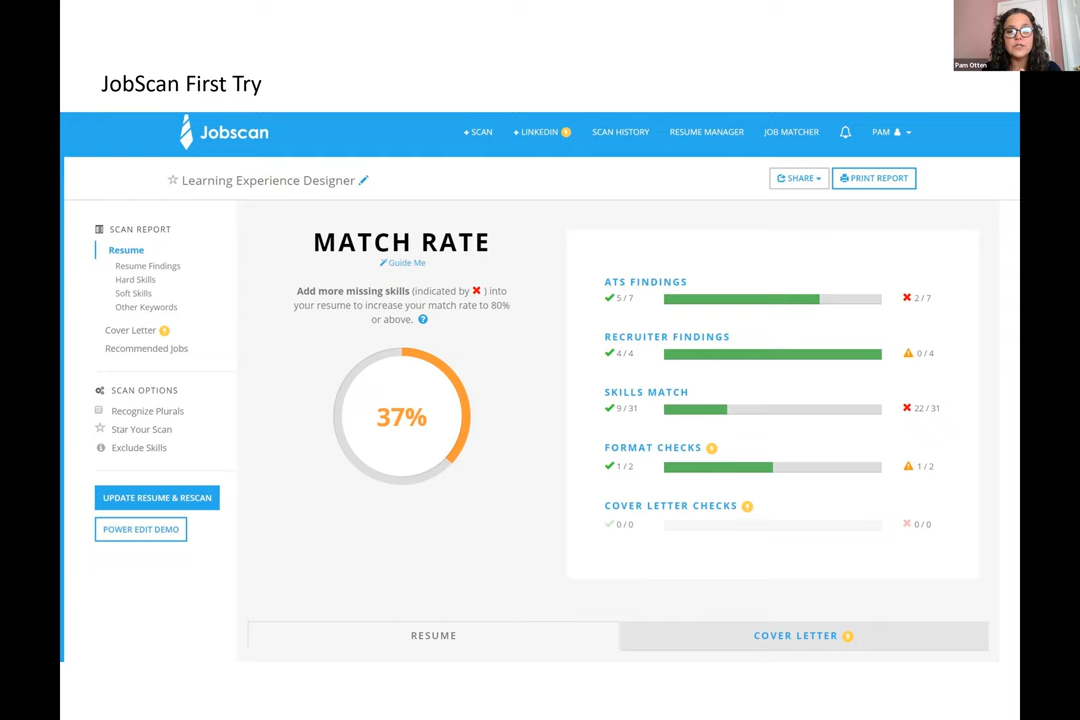 Pam Otten
JobScan First Try
Jobscan
+ SCAN
+ LINKEDIN
SCAN HISTORY
RESUME MANAGER
JOB MATCHER
PAM
Learning Experience Designer
SHARE
PRINT REPORT
SCAN REPORT
Resume
Resume Findings
Hard Skills
Soft Skills
Other Keywords
Cover Letter
Recommended Jobs
SCAN OPTIONS
Recognize Plurals
Star Your Scan
Exclude Skills
UPDATE RESUME & RESCAN
POWER EDIT DEMO
MATCH RATE
Guide Me
Add more missing skills (indicated by ✖ ) into
your resume to increase your match rate to 80%
or above. ?
37%
ATS FINDINGS
5 / 7
2 / 7
RECRUITER FINDINGS
4 / 4
0 / 4
SKILLS MATCH
9 / 31
22 / 31
FORMAT CHECKS
1 / 2
1 / 2
COVER LETTER CHECKS
0 / 0
0 / 0
RESUME
COVER LETTER